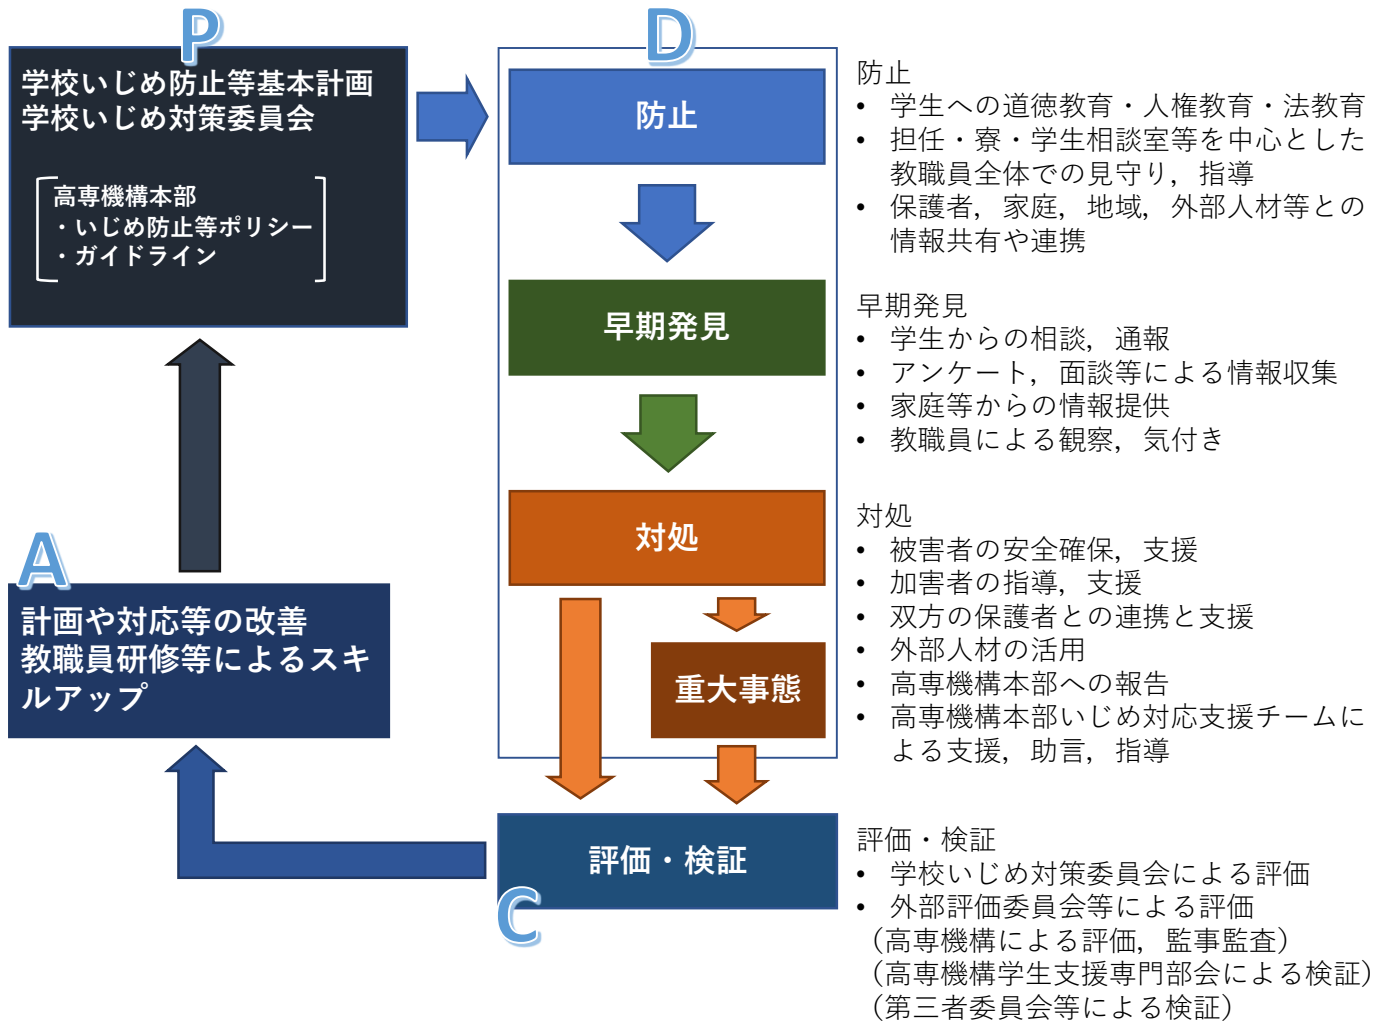 P
学校いじめ防止等基本計画
学校いじめ対策委員会
高専機構本部
・いじめ防止等ポリシー
・ガイドライン
D
防止
早期発見
対処
重大事態
防止
• 学生への道徳教育・人権教育・法教育
• 担任・寮・学生相談室等を中心とした
教職員全体での見守り，指導
• 保護者，家庭，地域，外部人材等との
情報共有や連携
早期発見
• 学生からの相談，通報
• アンケート，面談等による情報収集
• 家庭等からの情報提供
• 教職員による観察，気付き
対処
• 被害者の安全確保，支援
• 加害者の指導，支援
• 双方の保護者との連携と支援
• 外部人材の活用
• 高専機構本部への報告
• 高専機構本部いじめ対応支援チームに
よる支援，助言，指導
評価・検証
C
評価・検証
• 学校いじめ対策委員会による評価
• 外部評価委員会等による評価
（高専機構による評価，監事監査）
（高専機構学生支援専門部会による検証）
（第三者委員会等による検証）
A
計画や対応等の改善
教職員研修等によるスキ
ルアップ